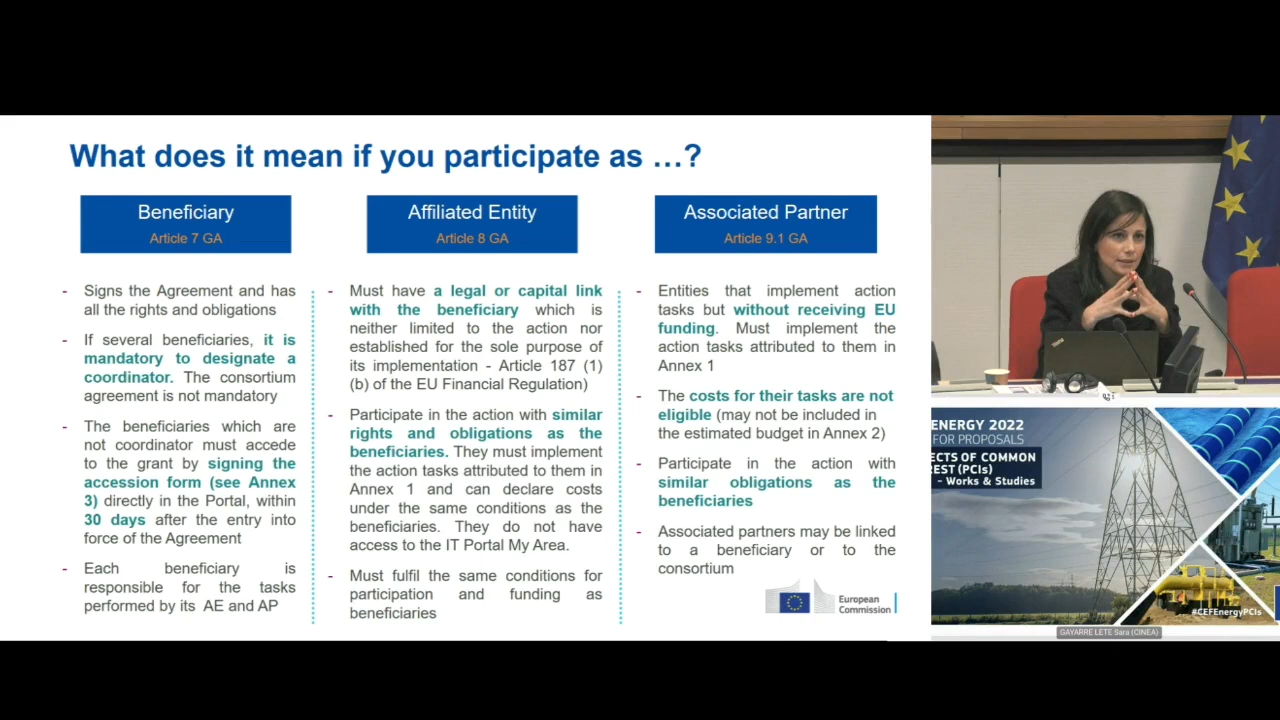 What does it mean if you participate as …?
Beneficiary
Article 7 GA
- Signs the Agreement and has
all the rights and obligations
- If several beneficiaries, it is
mandatory to designate a
coordinator. The consortium
agreement is not mandatory
- The beneficiaries which are
not coordinator must accede
to the grant by signing the
accession form (see Annex
3) directly in the Portal, within
30 days after the entry into
force of the Agreement
- Each beneficiary is
responsible for the tasks
performed by its AE and AP
Affiliated Entity
Article 8 GA
- Must have a legal or capital link
with the beneficiary which is
neither limited to the action nor
established for the sole purpose of
its implementation - Article 187 (1)
(b) of the EU Financial Regulation)
- Participate in the action with similar
rights and obligations as the
beneficiaries. They must implement
the action tasks attributed to them in
Annex 1 and can declare costs
under the same conditions as the
beneficiaries. They do not have
access to the IT Portal My Area.
- Must fulfil the same conditions for
participation and funding as
beneficiaries
Associated Partner
Article 9.1 GA
- Entities that implement action
tasks but without receiving EU
funding. Must implement the
action tasks attributed to them in
Annex 1
- The costs for their tasks are not
eligible (may not be included in
the estimated budget in Annex 2)
- Participate in the action with
similar obligations as the
beneficiaries
- Associated partners may be linked
to a beneficiary or to the
consortium
European
Commission
ENERGY 2022
FOR PROPOSALS
ECTS OF COMMON
REST (PCIs)
- Works & Studies
#CEFEnergyPCIs
GAYARRE LETE Sara (CINEA)